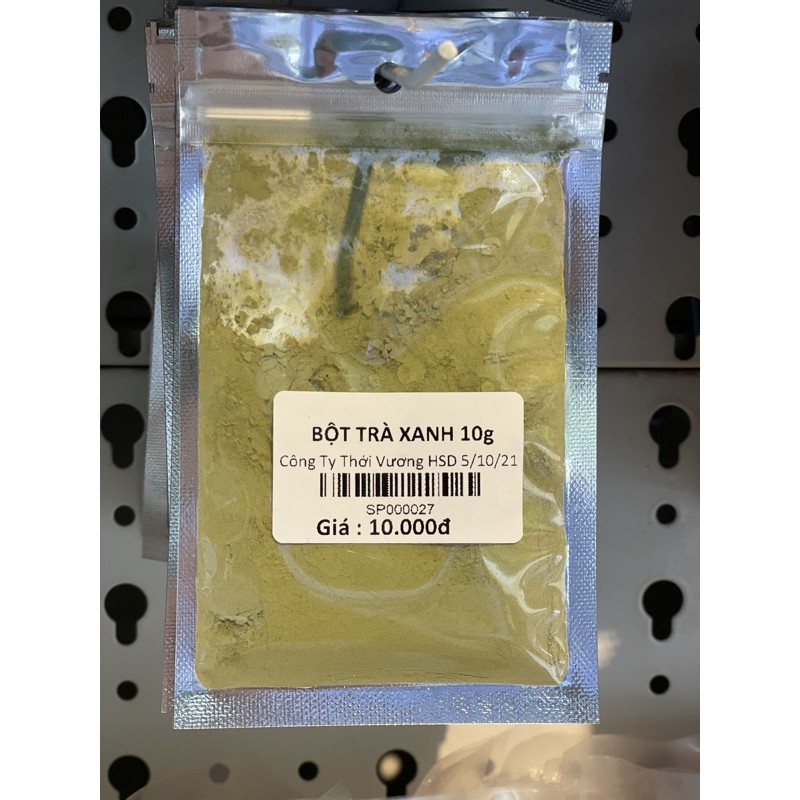 BỘT TRÀ XANH 10g
Công Ty Thới Vương HSD 5/10/21
SP000027
Giá : 10.000đ